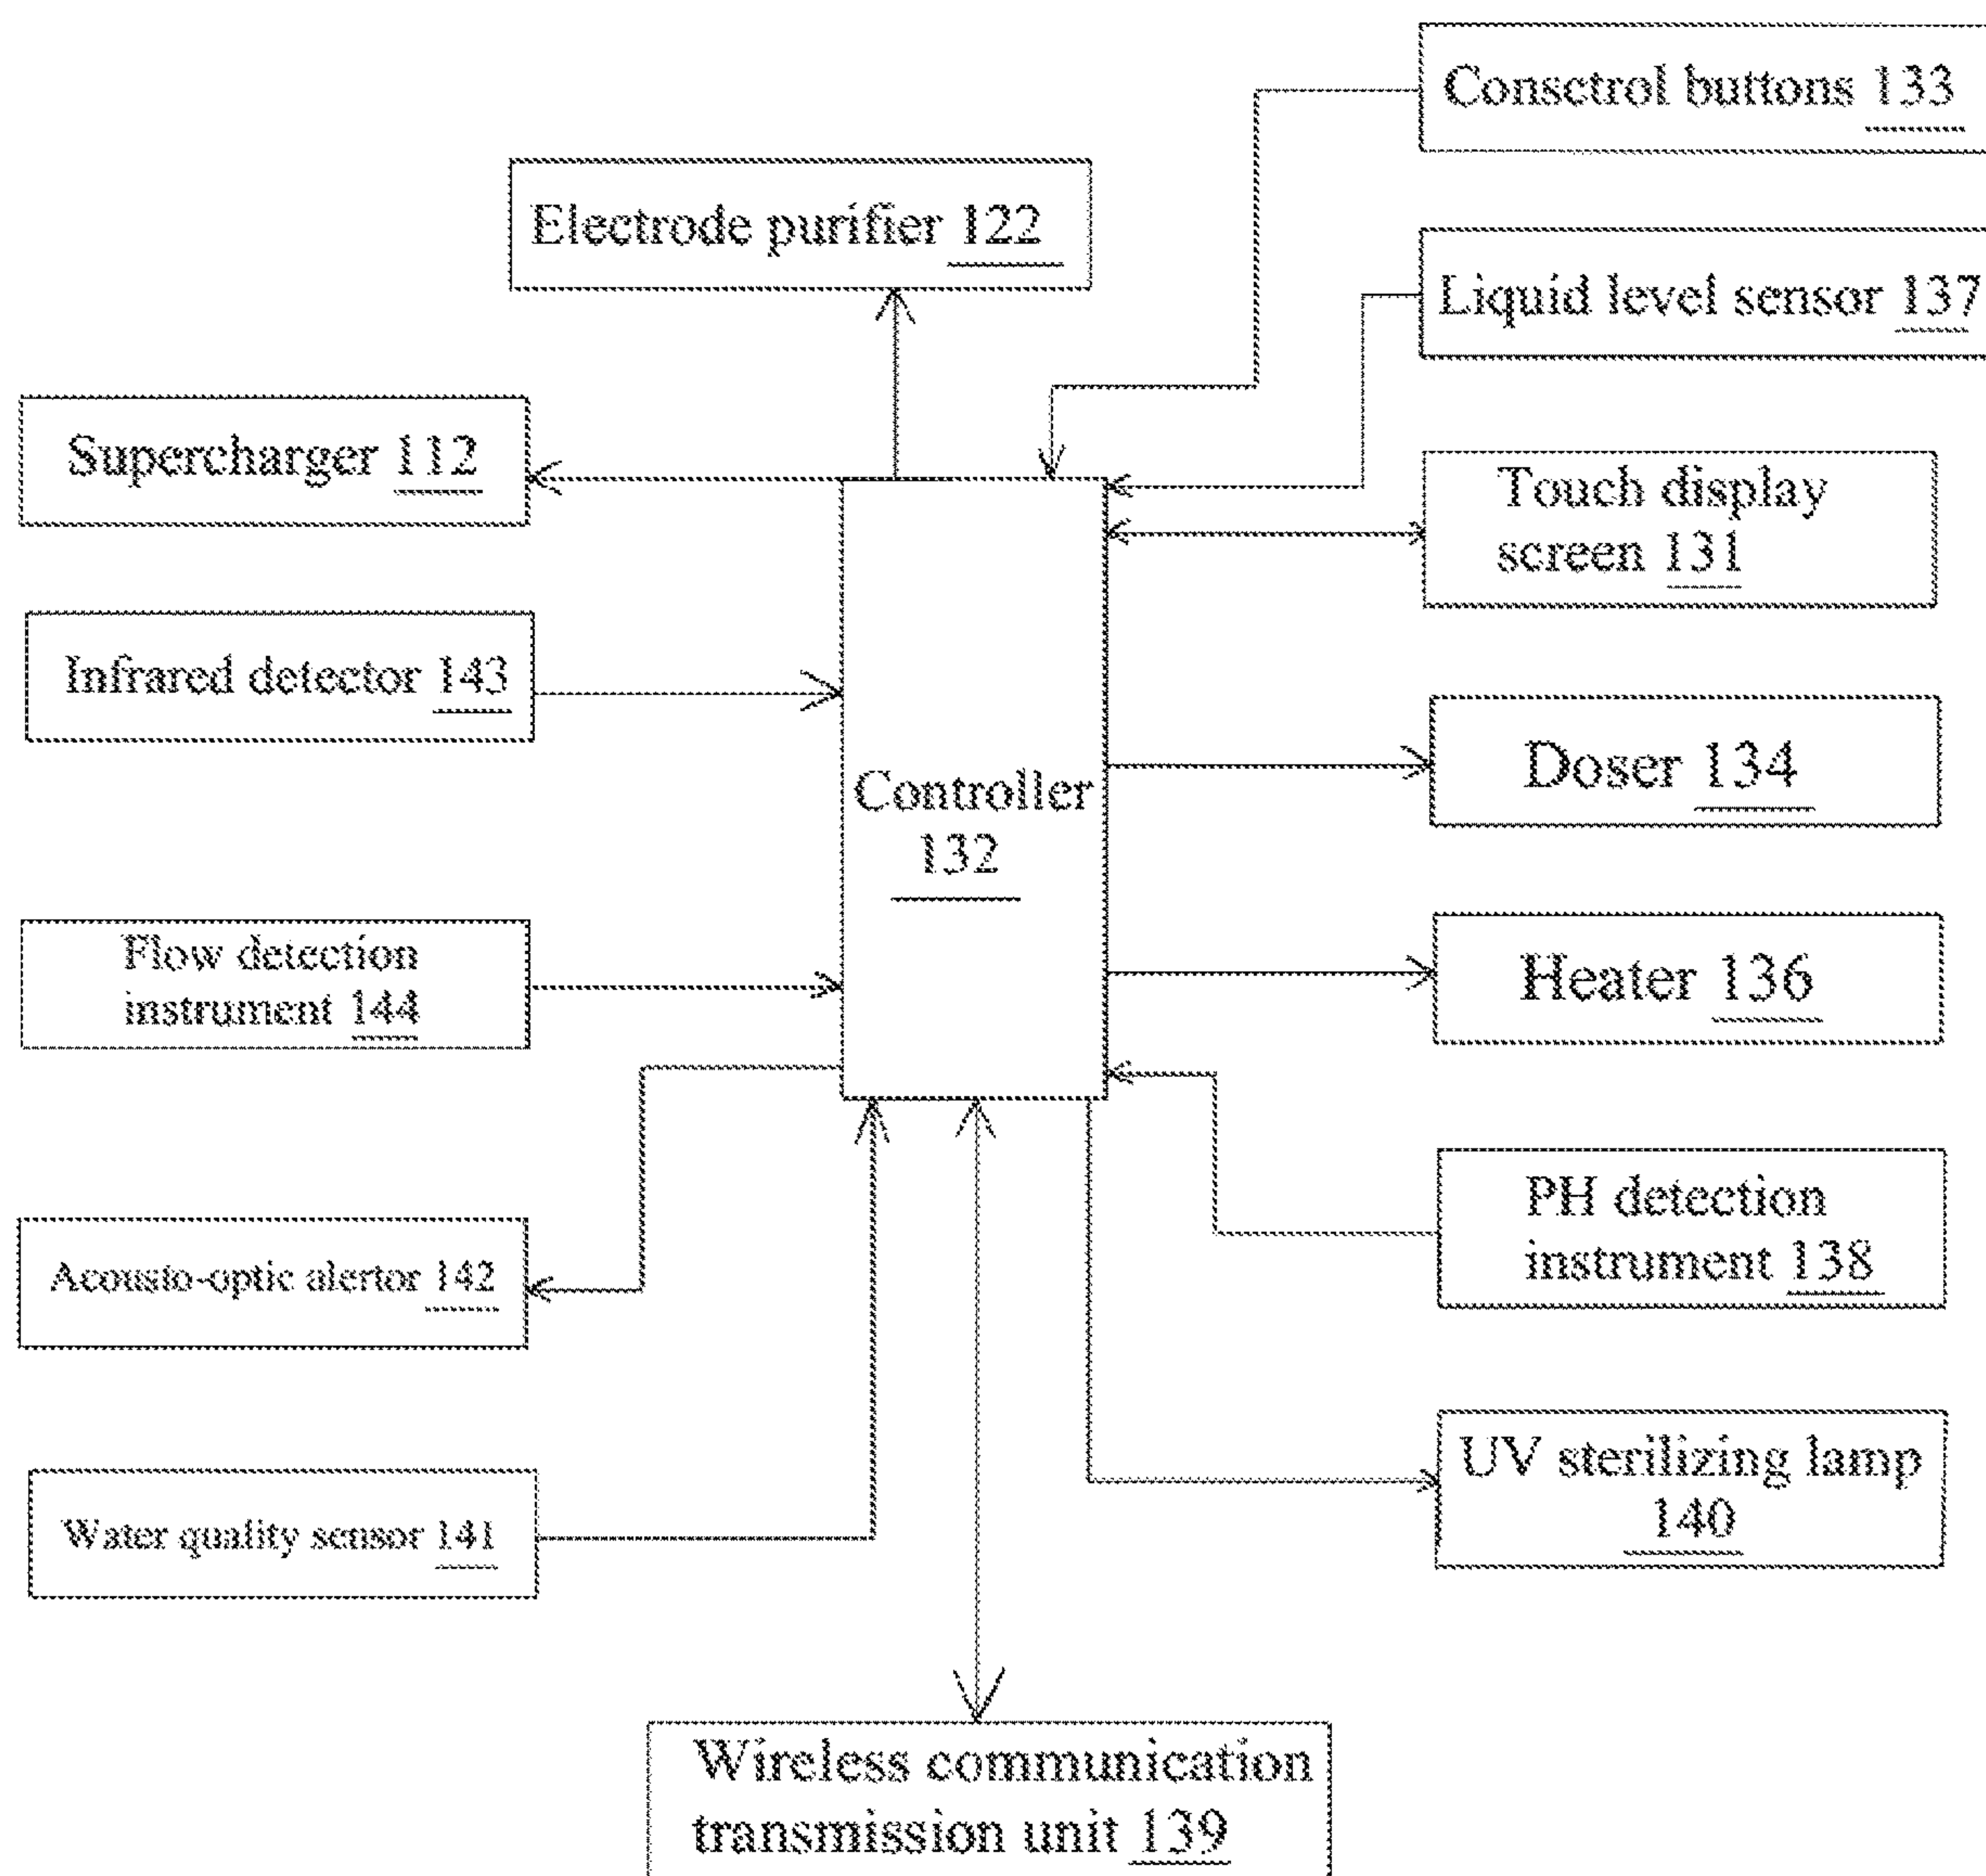 Consctrol buttons 133
Electrode purifier 122
Liquid level sensor 137
Supercharger 112
Touch display
screen 131
Infrared detector 143
Doser 134
Controller
132
Flow detection
instrument 144
Heater 136
PH detection
instrument 138
Acousto-optic alertor 142
UV sterilizing lamp
140
Water quality sensor 141
Wireless communication
transmission unit 139